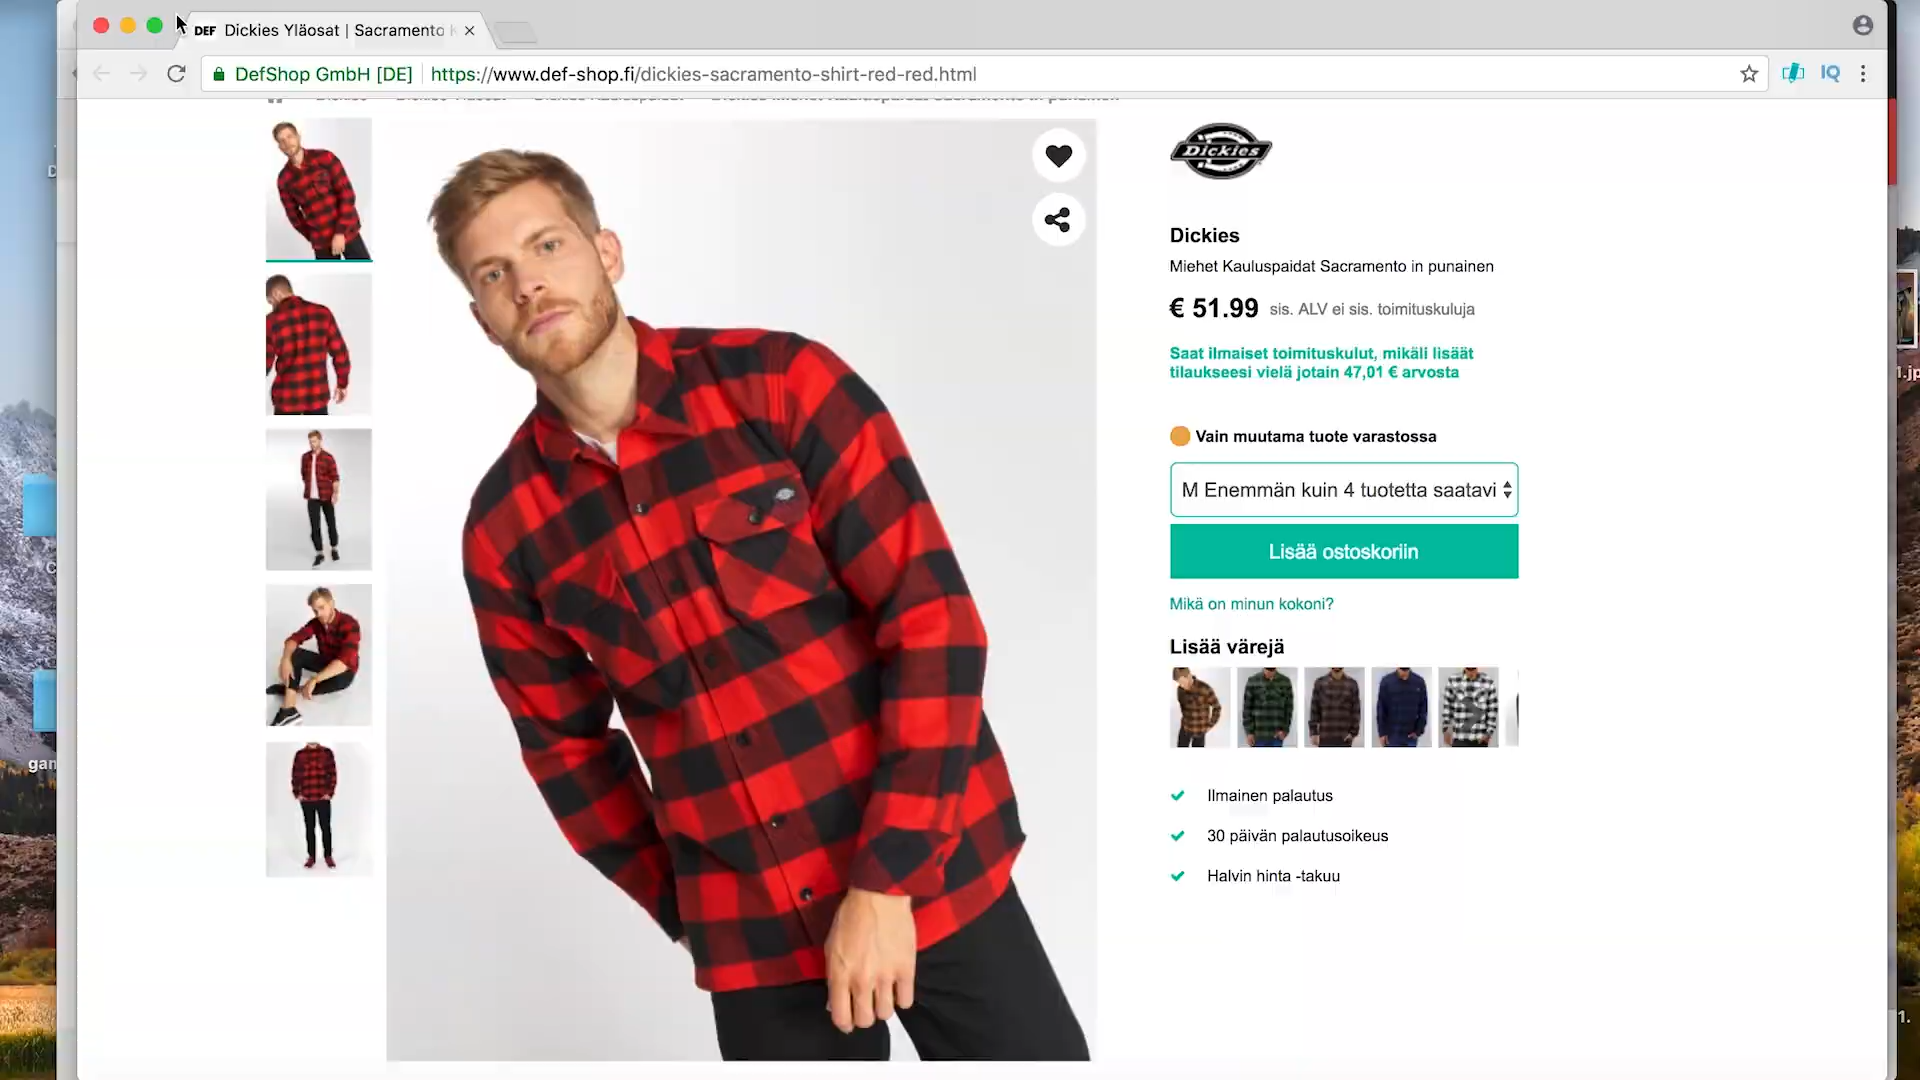 DEF Dickies Yläosat | Sacramento
DefShop GmbH [DE] https://www.def-shop.fi/dickies-sacramento-shirt-red-red.html
IQ
Dickies
Dickies
Miehet Kauluspaidat Sacramento in punainen
€ 51.99 sis. ALV ei sis. toimituskuluja
Saat ilmaiset toimituskulut, mikäli lisäät
tilaukseesi vielä jotain 47,01 € arvosta
Vain muutama tuote varastossa
M Enemmän kuin 4 tuotetta saatavi
Lisää ostoskoriin
Mikä on minun kokoni?
Lisää värejä
Ilmainen palautus
30 päivän palautusoikeus
Halvin hinta -takuu